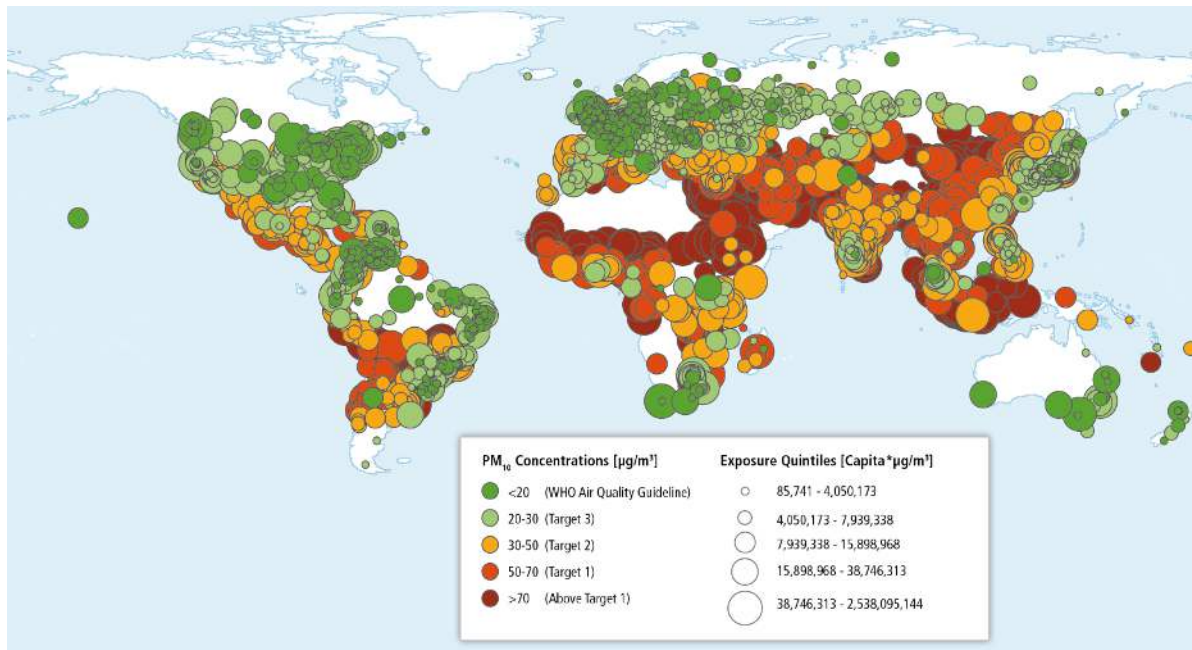 PM₁₀ Concentrations [µg/m³]
<20 (WHO Air Quality Guideline)
20-30 (Target 3)
30-50 (Target 2)
50-70 (Target 1)
>70 (Above Target 1)
Exposure Quintiles [Capita*µg/m³]
85,741 - 4,050,173
4,050,173 - 7,939,338
7,939,338 - 15,898,968
15,898,968 - 38,746,313
38,746,313 - 2,538,095,144